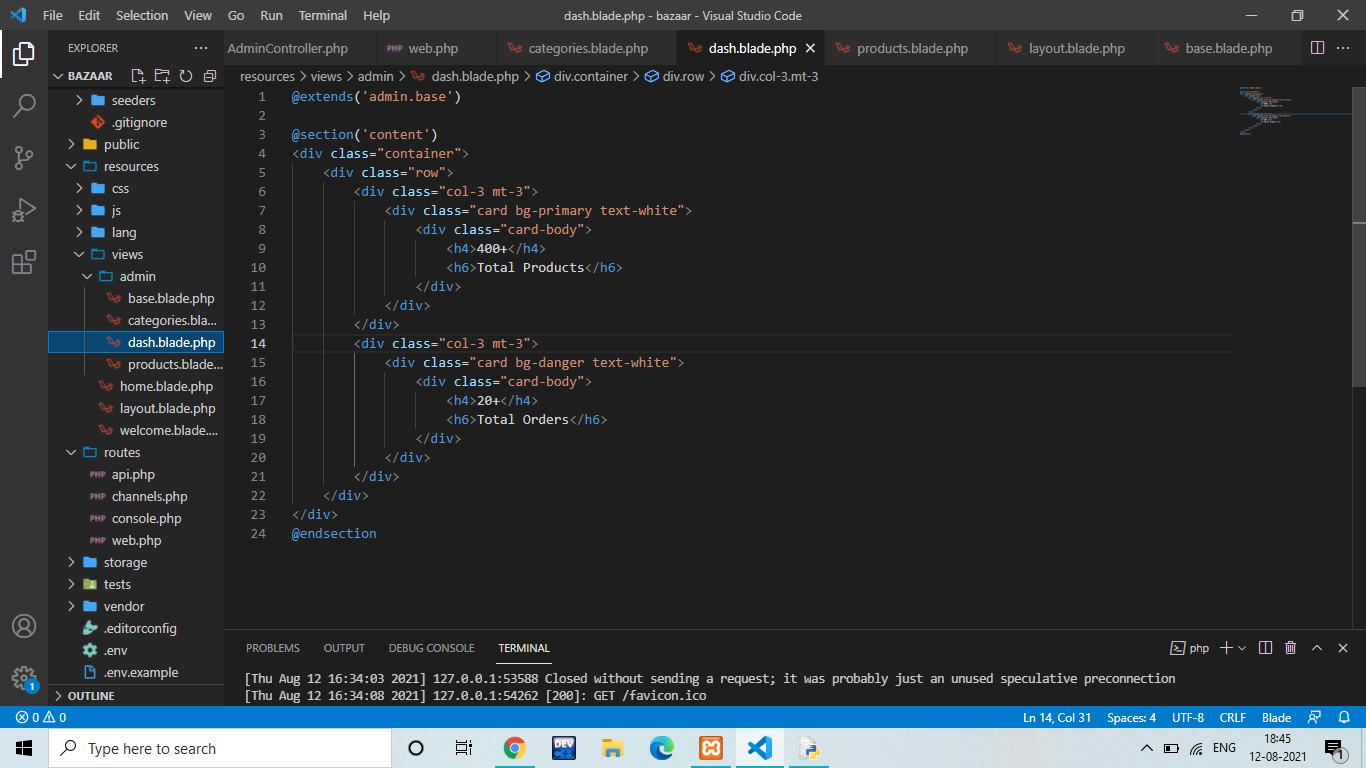 File Edit Selection View Go Run Terminal Help
dash.blade.php - bazaar - Visual Studio Code
EXPLORER
AdminController.php
PHP web.php
categories.blade.php
dash.blade.php
products.blade.php
layout.blade.php
base.blade.php
BAZAAR
resources > views > admin > dash.blade.php > div.container > div.row > div.col-3.mt-3
seeders
.gitignore
public
resources
css
js
lang
views
admin
base.blade.php
categories.bla...
dash.blade.php
products.blade...
home.blade.php
layout.blade.php
welcome.blade....
routes
PHP api.php
PHP channels.php
PHP console.php
PHP web.php
storage
tests
vendor
.editorconfig
.env
.env.example
OUTLINE
1 @extends('admin.base')
2
3 @section('content')
4 <div class="container">
5 <div class="row">
6 <div class="col-3 mt-3">
7 <div class="card bg-primary text-white">
8 <div class="card-body">
9 <h4>400+</h4>
10 <h6>Total Products</h6>
11 </div>
12 </div>
13 </div>
14 <div class="col-3 mt-3">
15 <div class="card bg-danger text-white">
16 <div class="card-body">
17 <h4>20+</h4>
18 <h6>Total Orders</h6>
19 </div>
20 </div>
21 </div>
22 </div>
23 </div>
24 @endsection
PROBLEMS OUTPUT DEBUG CONSOLE TERMINAL
php
[Thu Aug 12 16:34:03 2021] 127.0.0.1:53588 Closed without sending a request; it was probably just an unused speculative preconnection
[Thu Aug 12 16:34:08 2021] 127.0.0.1:54262 [200]: GET /favicon.ico
1
0 0
Ln 14, Col 31 Spaces: 4 UTF-8 CRLF Blade
Type here to search
DEV
ENG
18:45
12-08-2021
1